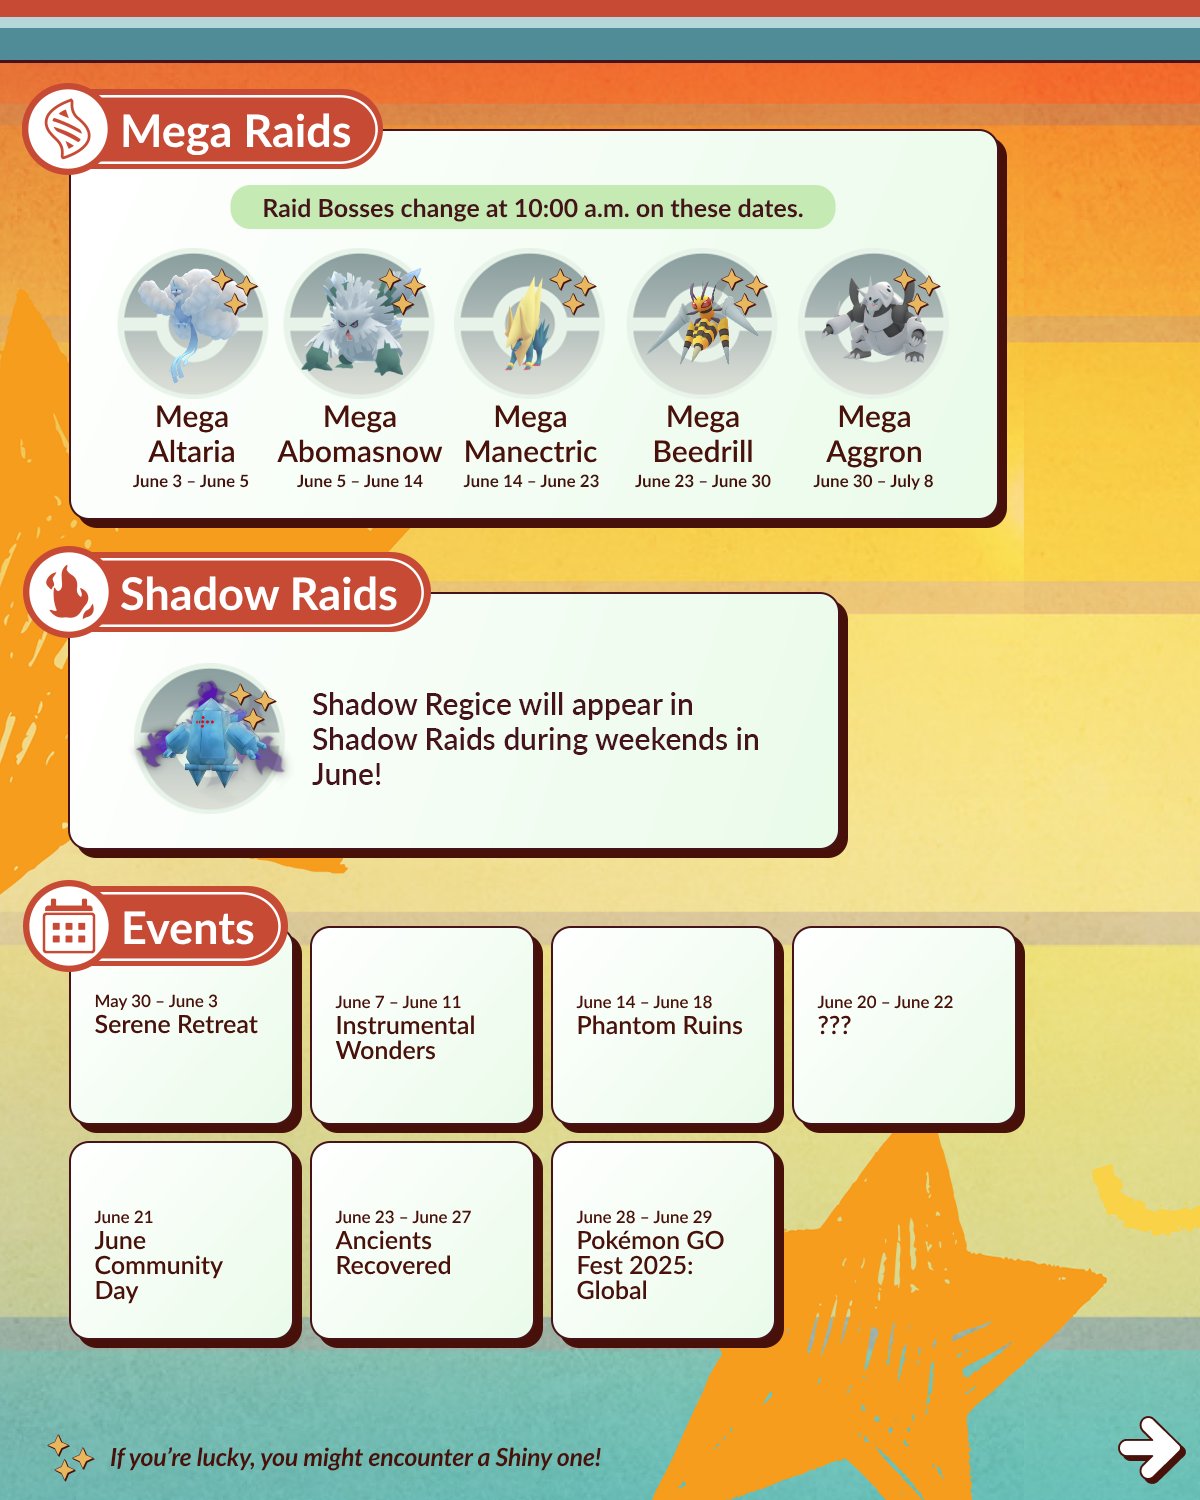 Mega Raids
Raid Bosses change at 10:00 a.m. on these dates.
Mega
Altaria
June 3 – June 5
Mega
Abomasnow
June 5 – June 14
Mega
Manectric
June 14 – June 23
Mega
Beedrill
June 23 – June 30
Mega
Aggron
June 30 – July 8
Shadow Raids
Shadow Regice will appear in
Shadow Raids during weekends in
June!
Events
May 30 – June 3
Serene Retreat
June 7 – June 11
Instrumental
Wonders
June 14 – June 18
Phantom Ruins
June 20 – June 22
???
June 21
June
Community
Day
June 23 – June 27
Ancients
Recovered
June 28 – June 29
Pokémon GO
Fest 2025:
Global
If you’re lucky, you might encounter a Shiny one!